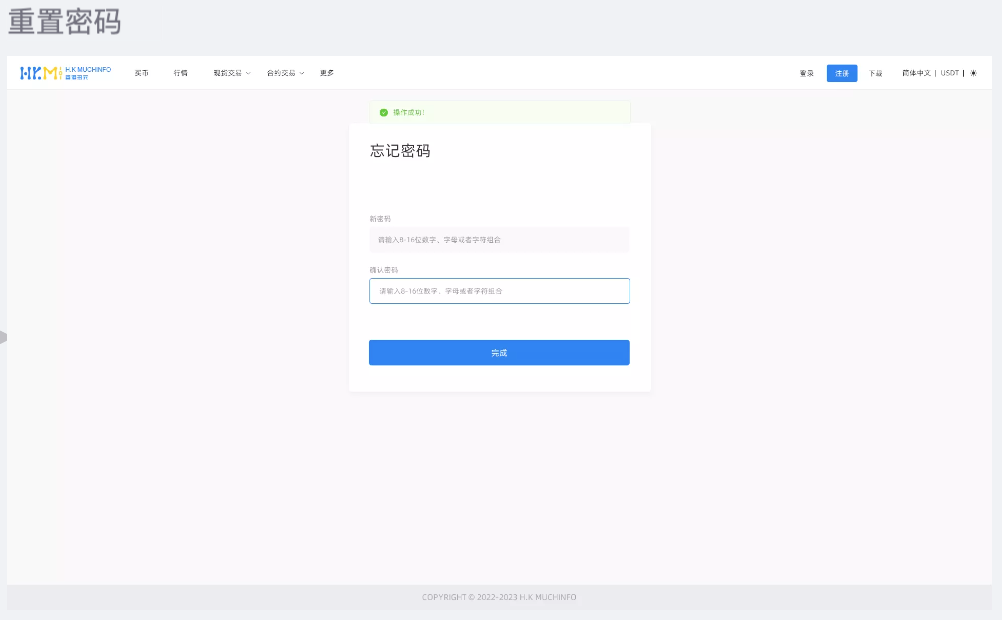 重置密码
HKMI H.K MUCHINFO
买币 行情 现货交易 合约交易 更多 登录 注册 下载 简体中文 | USDT |
操作成功!
忘记密码
新密码
请输入8-16位数字、字母或者字符组合
确认密码
请输入8-16位数字、字母或者字符组合
完成
COPYRIGHT © 2022-2023 H.K MUCHINFO